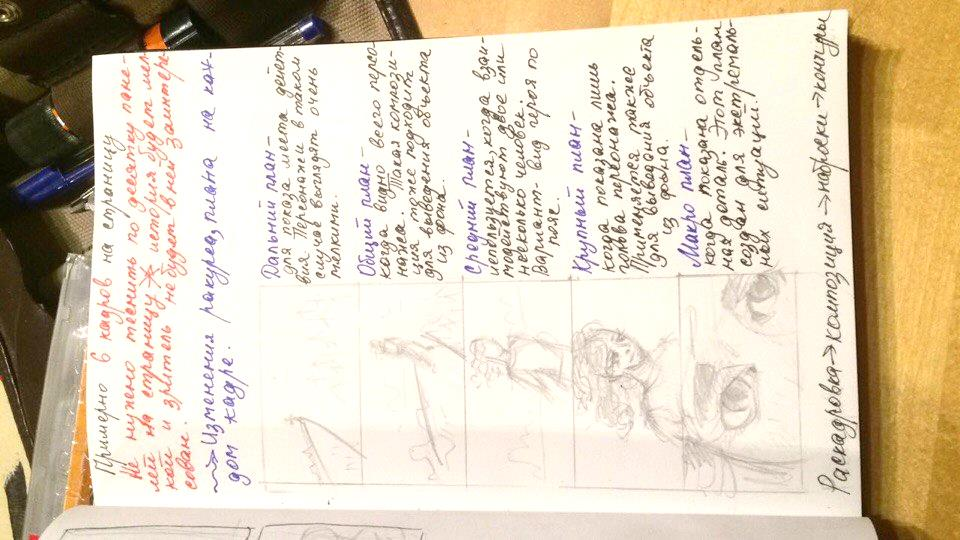 Примерно 6 кадров на страницу
Не нужно теснить по десятку пане-
лей на страницу, история будет мел-
кой и зритель не будет в ней заинтере-
сован.
Изменения ракурса, плана на каж-
дом кадре.
Дальний план-
для показа места дейст-
вия. Персонажи в таком
случае выглядят очень
мелкими.
Общий план-
когда видно всего персо-
нажа. Такая компози-
ция тоже подходит
для выведения объекта
из фона.
Средний план-
используется, когда взаи-
модействуют двое или
несколько человек.
Вариант- вид героя по
пояс.
Крупный план-
когда показана лишь
голова персонажа.
Применяется также
для выведания объекта
из фона.
Макро план-
когда показана отдель-
ная деталь. Этот план
создан для экстремаль-
ных ситуаций.
Раскадровка→композиция→наброски→контуры